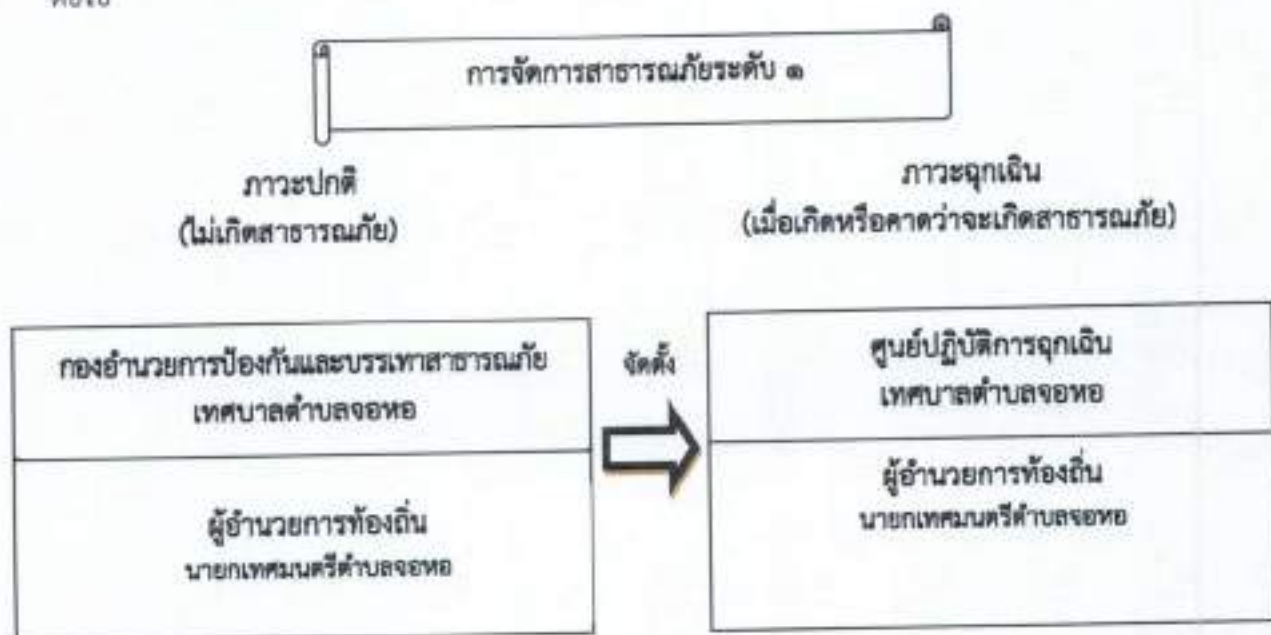 การจัดการสาธารณภัยระดับ ๑
ภาวะปกติ
(ไม่เกิดสาธารณภัย)
ภาวะฉุกเฉิน
(เมื่อเกิดหรือคาดว่าจะเกิดสาธารณภัย)
กองอำนวยการป้องกันและบรรเทาสาธารณภัย
เทศบาลตำบลจอหอ
ผู้อำนวยการท้องถิ่น
นายกเทศมนตรีตำบลจอหอ
จัดตั้ง
ศูนย์ปฏิบัติการฉุกเฉิน
เทศบาลตำบลจอหอ
ผู้อำนวยการท้องถิ่น
นายกเทศมนตรีตำบลจอหอ